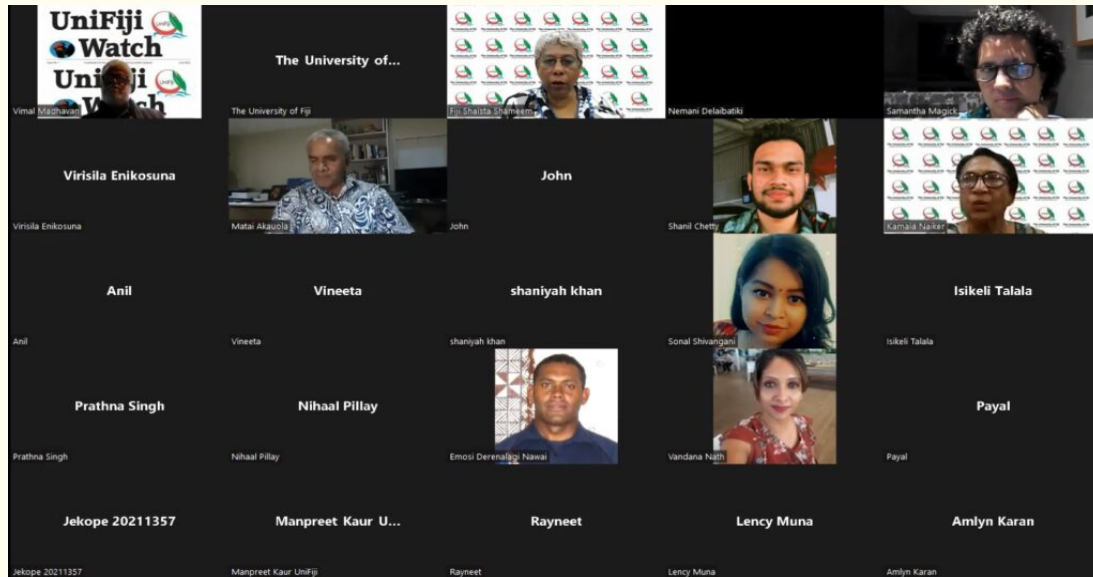 UniFiji
Watch
UniFiji
Watch
Vimal Madhavan
The University of...
The University of Fiji
Fiji Shaista Shameem
Nemani Delaibatiki
Samantha Magick
Virisila Enikosuna
Virisila Enikosuna
Matai Akauola
John
John
Shanil Chetty
Kamala Naiker
Anil
Anil
Vineeta
Vineeta
shaniyah khan
shaniyah khan
Sonal Shivangani
Isikeli Talala
Isikeli Talala
Prathna Singh
Prathna Singh
Nihaal Pillay
Nihaal Pillay
Emosi Derenalagi Nawai
Vandana Nath
Payal
Payal
Jekope 20211357
Jekope 20211357
Manpreet Kaur U...
Manpreet Kaur UniFiji
Rayneet
Rayneet
Lency Muna
Lency Muna
Amlyn Karan
Amlyn Karan